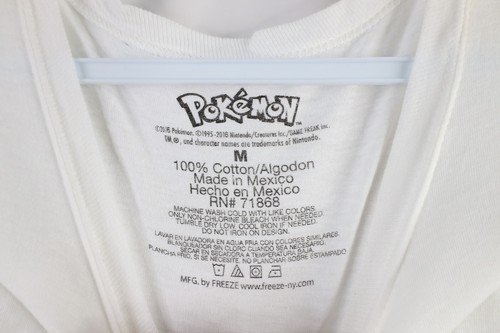 POKéMON
©2016 Pokémon. ©1995-2016 Nintendo/Creatures Inc./GAME FREAK Inc.
TM,®, and character names are trademarks of Nintendo.
M
100% Cotton/Algodon
Made in Mexico
Hecho en Mexico
RN# 71868
MACHINE WASH COLD WITH LIKE COLORS.
ONLY NON-CHLORINE BLEACH WHEN NEEDED.
TUMBLE DRY LOW. COOL IRON IF NEEDED.
DO NOT IRON ON DESIGN.
LAVAR EN LAVADORA EN AGUA FRIA CON COLORES SIMILARES
BLANQUEADOR SIN CLORO CUANDO SEA NECESARIO.
SECAR EN SECADORA A TEMPERATURA BAJA.
PLANCHA FRIO, SI SE NECESITE. NO PLANCHAR SOBRE ESTAMPADO
MFG. by FREEZE www.freeze-ny.com